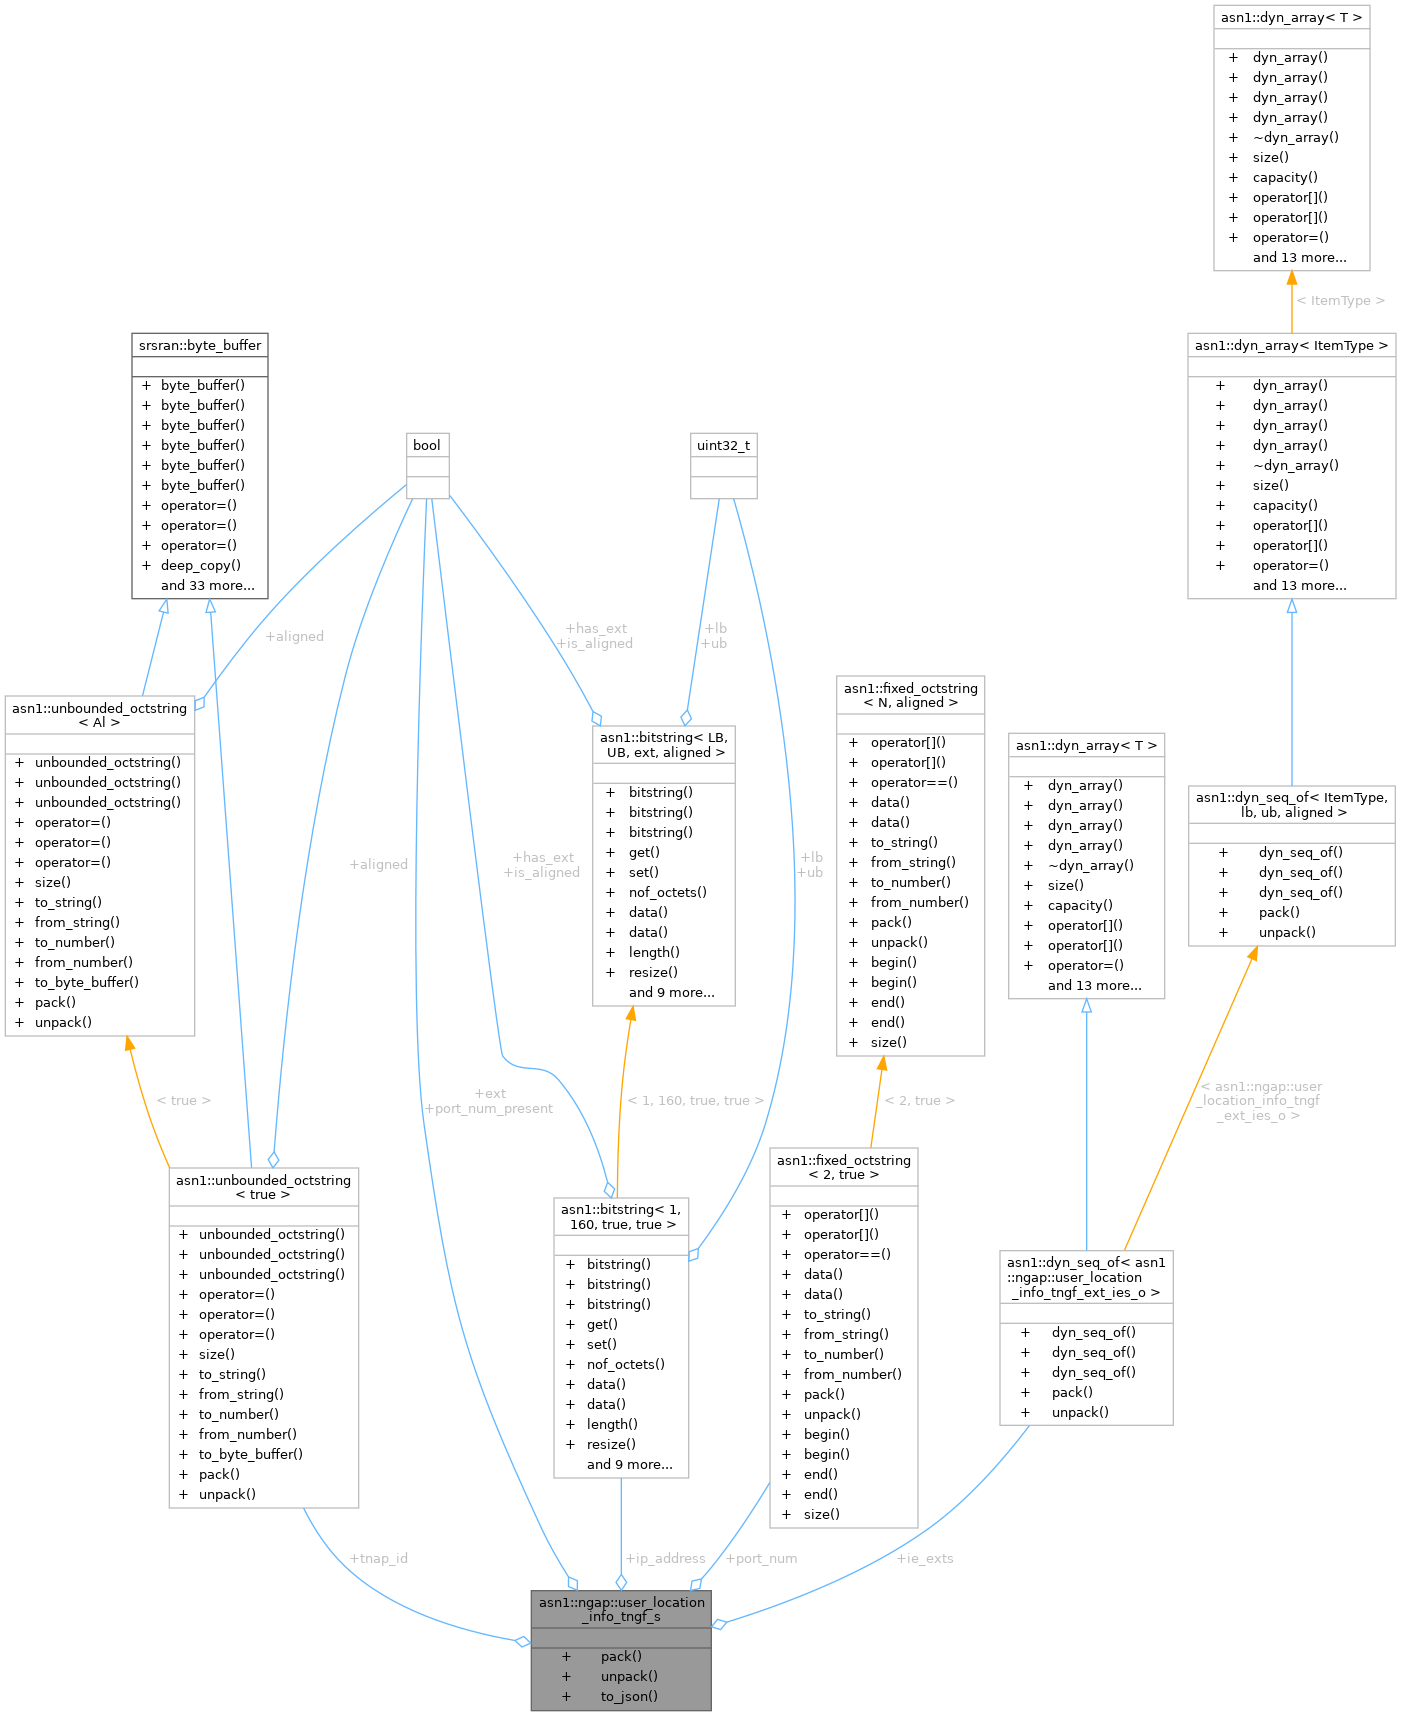 asn1::dyn_array< T >
+ dyn_array()
+ dyn_array()
+ dyn_array()
+ dyn_array()
+ ~dyn_array()
+ size()
+ capacity()
+ operator[]()
+ operator[]()
+ operator=()
and 13 more...
< ItemType >
srsran::byte_buffer
+ byte_buffer()
+ byte_buffer()
+ byte_buffer()
+ byte_buffer()
+ byte_buffer()
+ byte_buffer()
+ operator=()
+ operator=()
+ operator=()
+ deep_copy()
and 33 more...
asn1::dyn_array< ItemType >
+ dyn_array()
+ dyn_array()
+ dyn_array()
+ dyn_array()
+ ~dyn_array()
+ size()
+ capacity()
+ operator[]()
+ operator[]()
+ operator=()
and 13 more...
bool
uint32_t
+aligned
+has_ext
+is_aligned
+lb
+ub
asn1::unbounded_octstring
< Al >
+ unbounded_octstring()
+ unbounded_octstring()
+ unbounded_octstring()
+ operator=()
+ operator=()
+ operator=()
+ size()
+ to_string()
+ from_string()
+ to_number()
+ from_number()
+ to_byte_buffer()
+ pack()
+ unpack()
+aligned
+has_ext
+is_aligned
asn1::bitstring< LB,
UB, ext, aligned >
+ bitstring()
+ bitstring()
+ bitstring()
+ get()
+ set()
+ nof_octets()
+ data()
+ data()
+ length()
+ resize()
and 9 more...
+lb
+ub
asn1::fixed_octstring
< N, aligned >
+ operator[]()
+ operator[]()
+ operator==()
+ data()
+ data()
+ to_string()
+ from_string()
+ to_number()
+ from_number()
+ pack()
+ unpack()
+ begin()
+ begin()
+ end()
+ end()
+ size()
asn1::dyn_array< T >
+ dyn_array()
+ dyn_array()
+ dyn_array()
+ dyn_array()
+ ~dyn_array()
+ size()
+ capacity()
+ operator[]()
+ operator[]()
+ operator=()
and 13 more...
asn1::dyn_seq_of< ItemType,
lb, ub, aligned >
+ dyn_seq_of()
+ dyn_seq_of()
+ dyn_seq_of()
+ pack()
+ unpack()
< true >
+ext
+port_num_present
< 1, 160, true, true >
< 2, true >
< asn1::ngap::user
_location_info_tngf
_ext_ies_o >
asn1::unbounded_octstring
< true >
+ unbounded_octstring()
+ unbounded_octstring()
+ unbounded_octstring()
+ operator=()
+ operator=()
+ operator=()
+ size()
+ to_string()
+ from_string()
+ to_number()
+ from_number()
+ to_byte_buffer()
+ pack()
+ unpack()
asn1::bitstring< 1,
160, true, true >
+ bitstring()
+ bitstring()
+ bitstring()
+ get()
+ set()
+ nof_octets()
+ data()
+ data()
+ length()
+ resize()
and 9 more...
asn1::fixed_octstring
< 2, true >
+ operator[]()
+ operator[]()
+ operator==()
+ data()
+ data()
+ to_string()
+ from_string()
+ to_number()
+ from_number()
+ pack()
+ unpack()
+ begin()
+ begin()
+ end()
+ end()
+ size()
asn1::dyn_seq_of< asn1
::ngap::user_location
_info_tngf_ext_ies_o >
+ dyn_seq_of()
+ dyn_seq_of()
+ dyn_seq_of()
+ pack()
+ unpack()
+tnap_id
+ip_address
+port_num
+ie_exts
asn1::ngap::user_location
_info_tngf_s
+ pack()
+ unpack()
+ to_json()